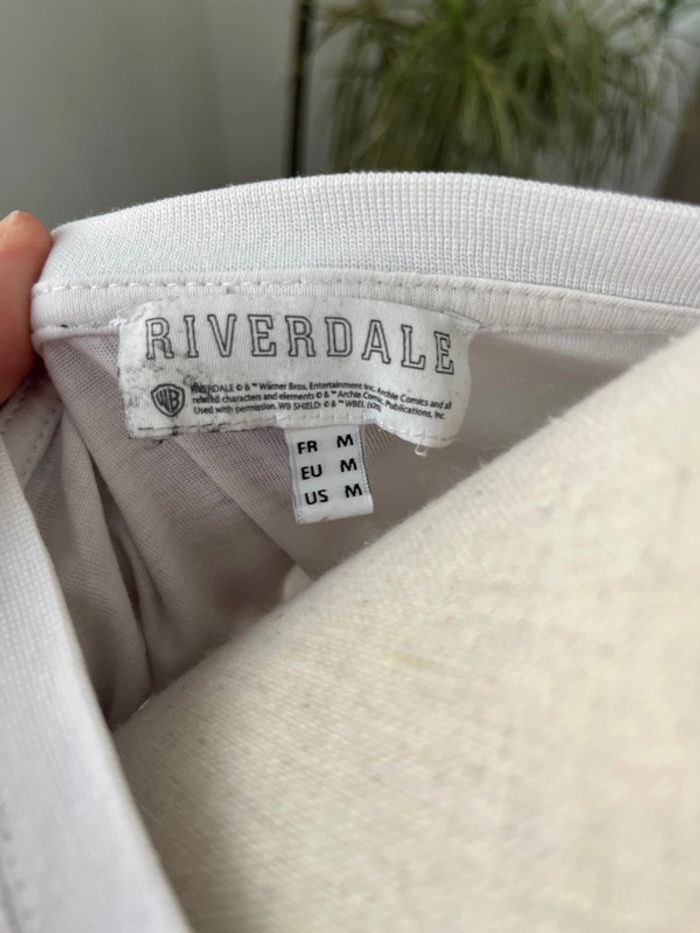 RIVERDALE
RIVERDALE © & ™ Warner Bros. Entertainment Inc. Archie Comics and all
related characters and elements © & ™ Archie Comic Publications, Inc.
Used with permission. WB SHIELD: © & ™ WBEI.
WB
FR M
EU M
US M